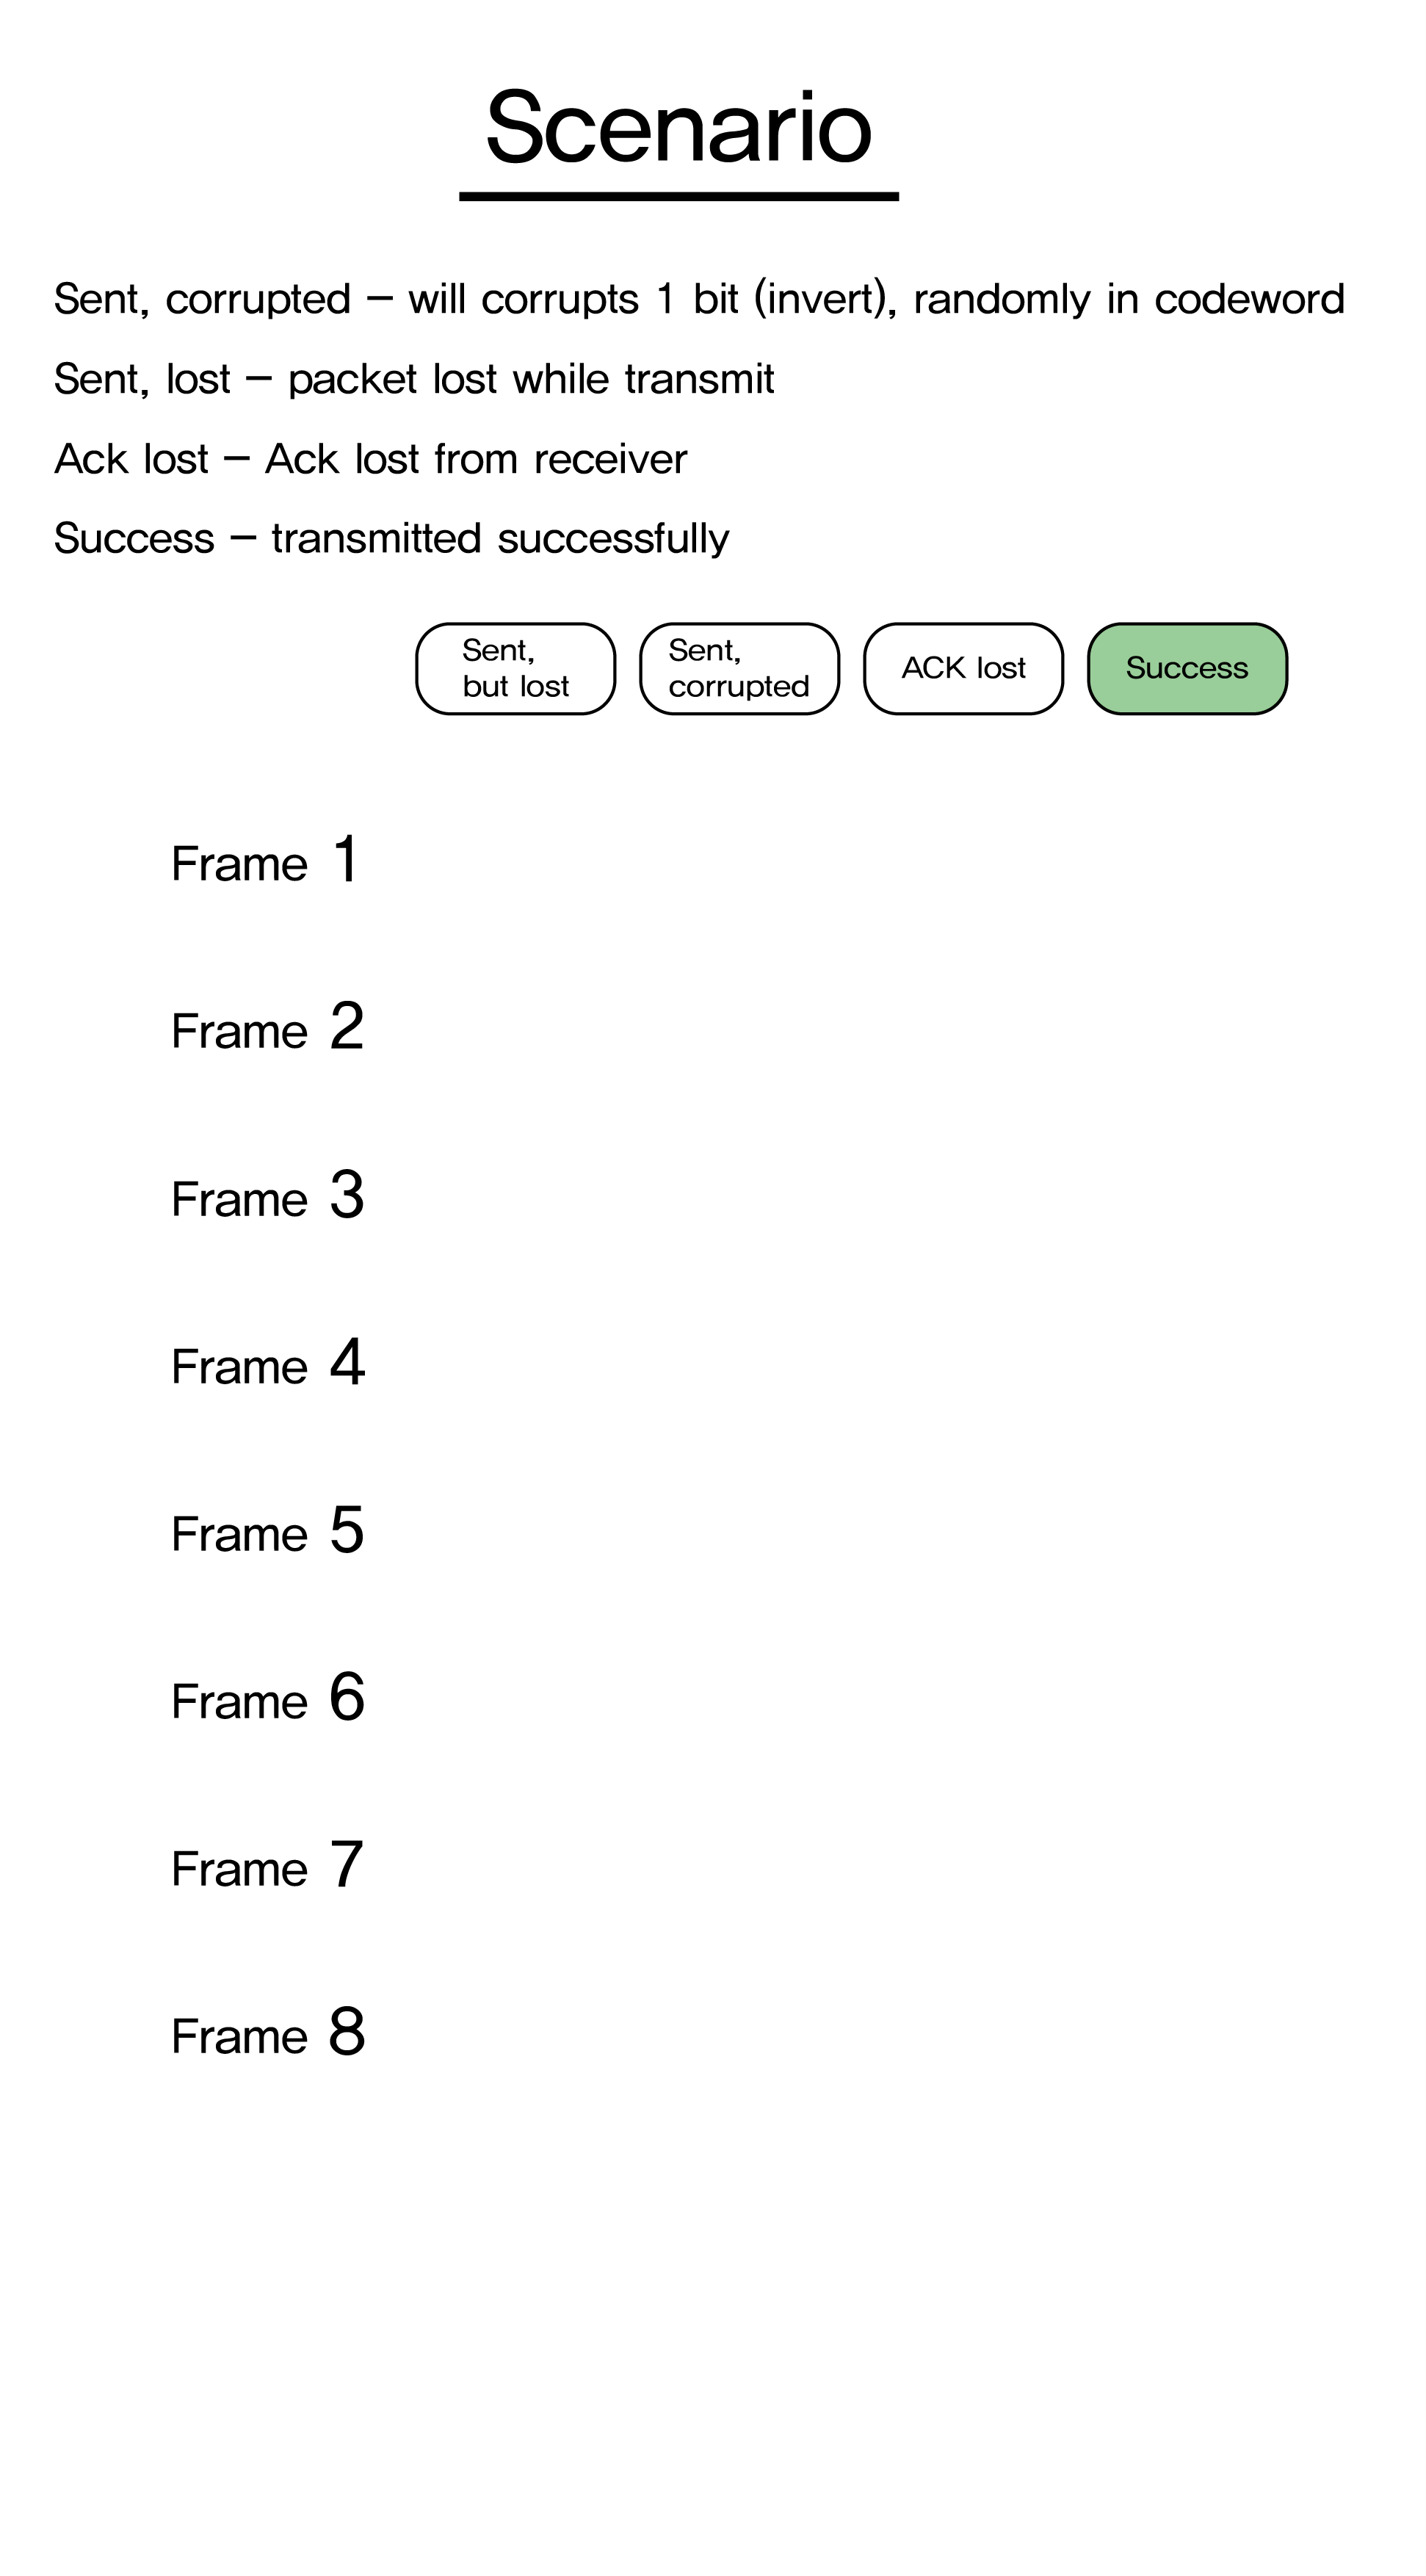 Scenario
Sent, corrupted – will corrupts 1 bit (invert), randomly in codeword
Sent, lost – packet lost while transmit
Ack lost – Ack lost from receiver
Success – transmitted successfully
Sent,
but lost
Sent,
corrupted
ACK lost
Success
Frame 1
Frame 2
Frame 3
Frame 4
Frame 5
Frame 6
Frame 7
Frame 8